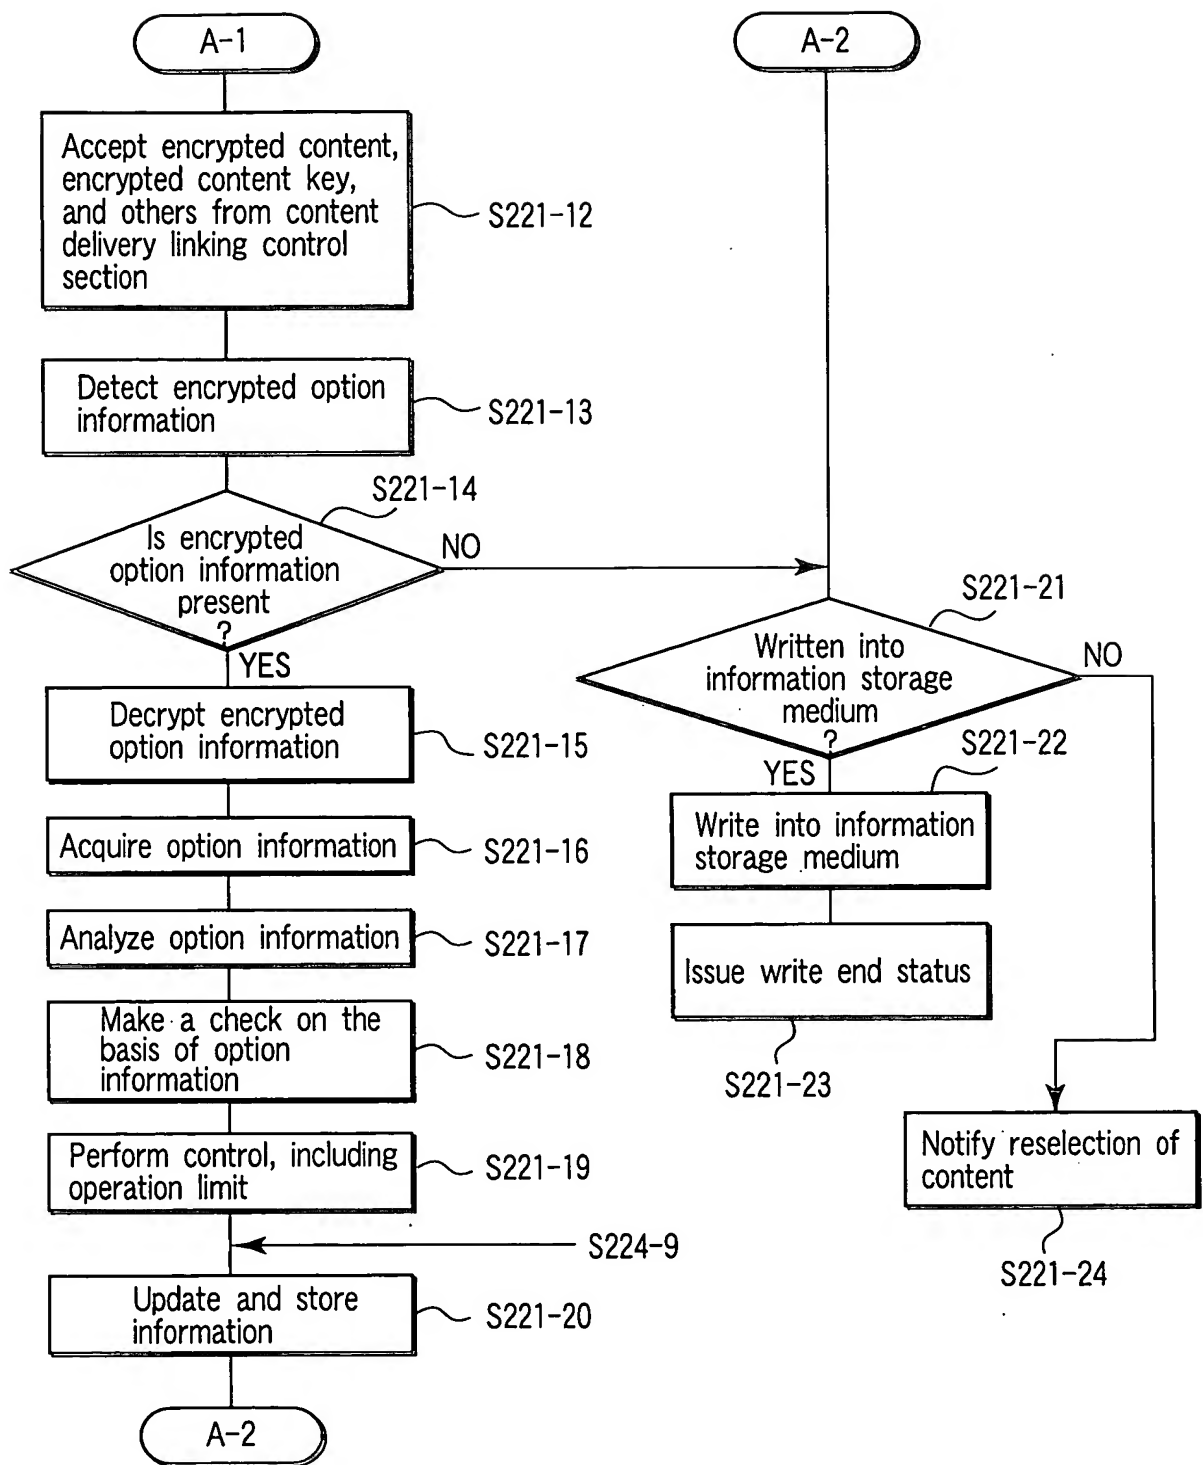 A-1
Accept encrypted content,
encrypted content key,
and others from content
delivery linking control
section
S221-12
Detect encrypted option
information
S221-13
S221-14
Is encrypted
option information
present
?
NO
YES
Decrypt encrypted
option information
S221-15
Acquire option information
S221-16
Analyze option information
S221-17
Make a check on the
basis of option
information
S221-18
Perform control, including
operation limit
S221-19
S224-9
Update and store
information
S221-20
A-2
A-2
S221-21
Written into
information storage
medium
?
NO
YES
S221-22
Write into information
storage medium
Issue write end status
S221-23
Notify reselection of
content
S221-24